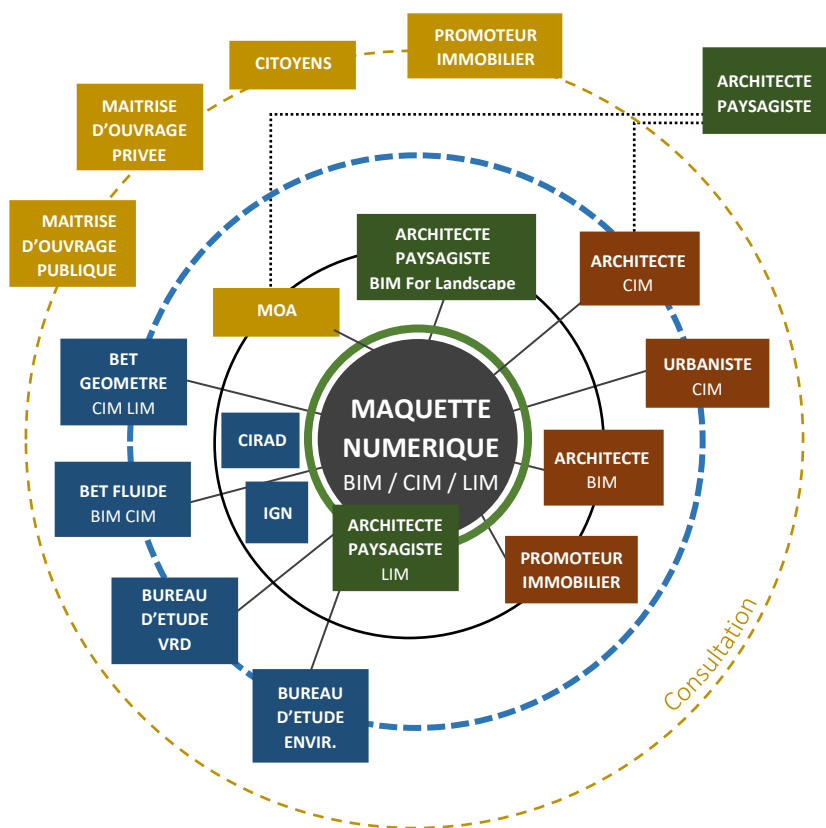 PROMOTEUR
IMMOBILIER
CITOYENS
ARCHITECTE
PAYSAGISTE
MAITRISE
D'OUVRAGE
PRIVEE
MAITRISE
D'OUVRAGE
PUBLIQUE
ARCHITECTE
PAYSAGISTE
BIM For Landscape
ARCHITECTE
CIM
MOA
BET
GEOMETRE
CIM LIM
URBANISTE
CIM
MAQUETTE
NUMERIQUE
BIM / CIM / LIM
CIRAD
ARCHITECTE
BIM
BET FLUIDE
BIM CIM
IGN
ARCHITECTE
PAYSAGISTE
LIM
PROMOTEUR
IMMOBILIER
BUREAU
D'ETUDE
VRD
BUREAU
D'ETUDE
ENVIR.
Consultation